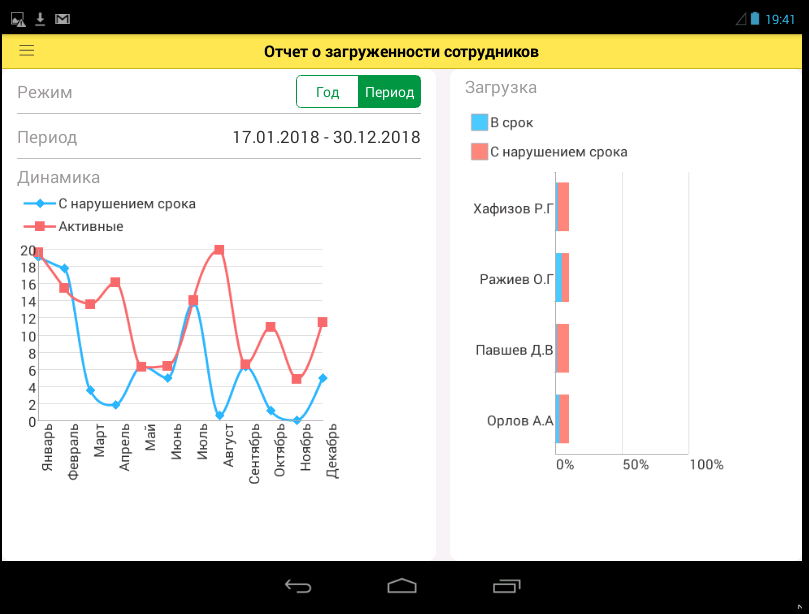 19:41
Отчет о загруженности сотрудников
Режим
Год
Период
Период
17.01.2018 - 30.12.2018
Динамика
С нарушением срока
Активные
20
18
16
14
12
10
8
6
4
2
0
Январь
Февраль
Март
Апрель
Май
Июнь
Июль
Август
Сентябрь
Октябрь
Ноябрь
Декабрь
Загрузка
В срок
С нарушением срока
Хафизов Р.Г
Ражиев О.Г
Павшев Д.В
Орлов А.А
0%
50%
100%